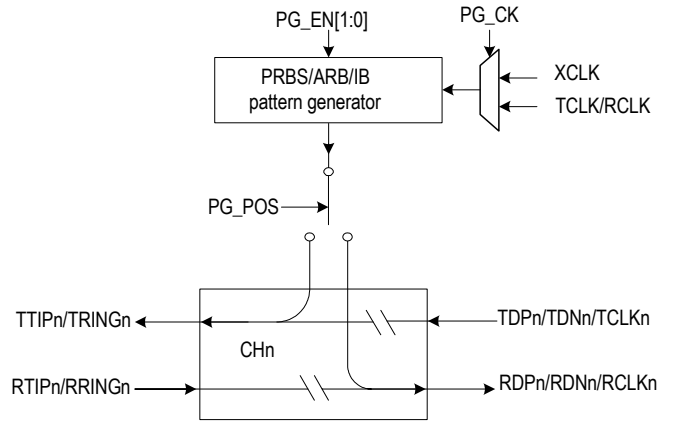 PG_EN[1:0]
PG_CK
PRBS/ARB/IB
pattern generator
XCLK
TCLK/RCLK
PG_POS
TTIPn/TRINGn
TDPn/TDNn/TCLKn
CHn
RTIPn/RRINGn
RDPn/RDNn/RCLKn